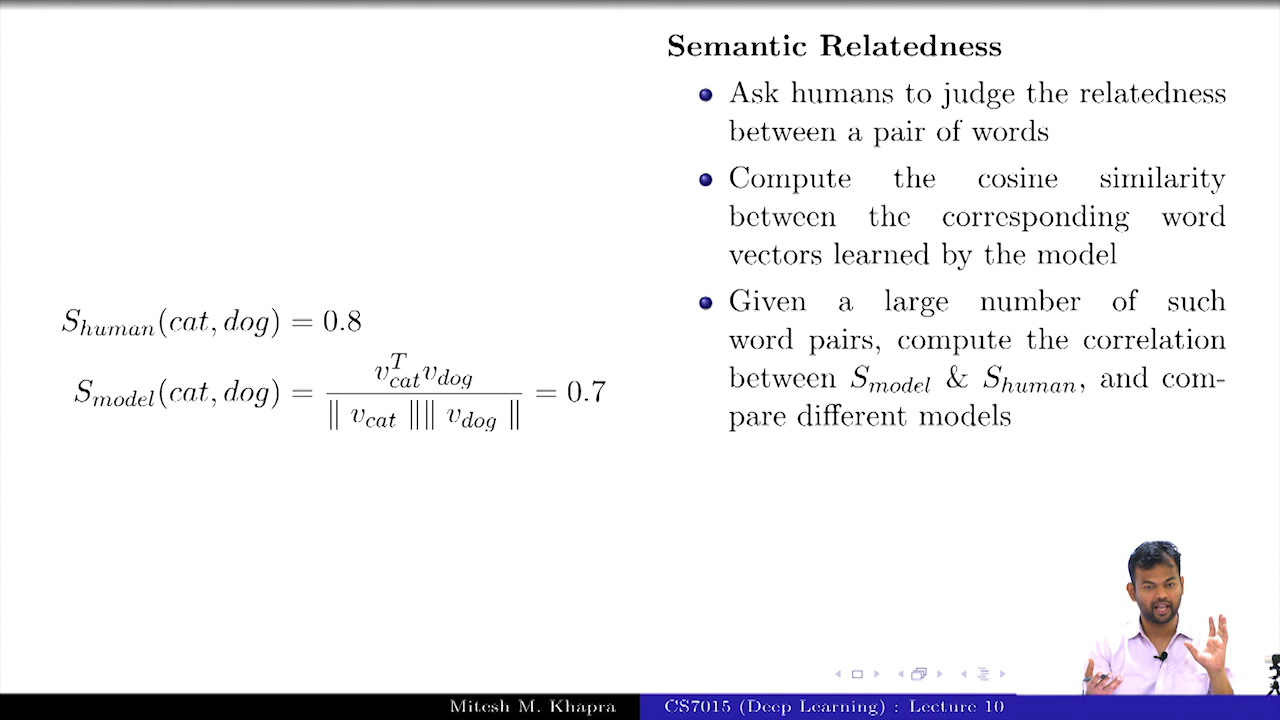 Semantic Relatedness
Ask humans to judge the relatedness
between a pair of words
Compute the cosine similarity
between the corresponding word
vectors learned by the model
Given a large number of such
word pairs, compute the correlation
between S_model & S_human, and com-
pare different models
S_human(cat, dog) = 0.8
S_model(cat, dog) = v_cat^T v_dog / ‖ v_cat ‖‖ v_dog ‖ = 0.7
Mitesh M. Khapra
CS7015 (Deep Learning) : Lecture 10